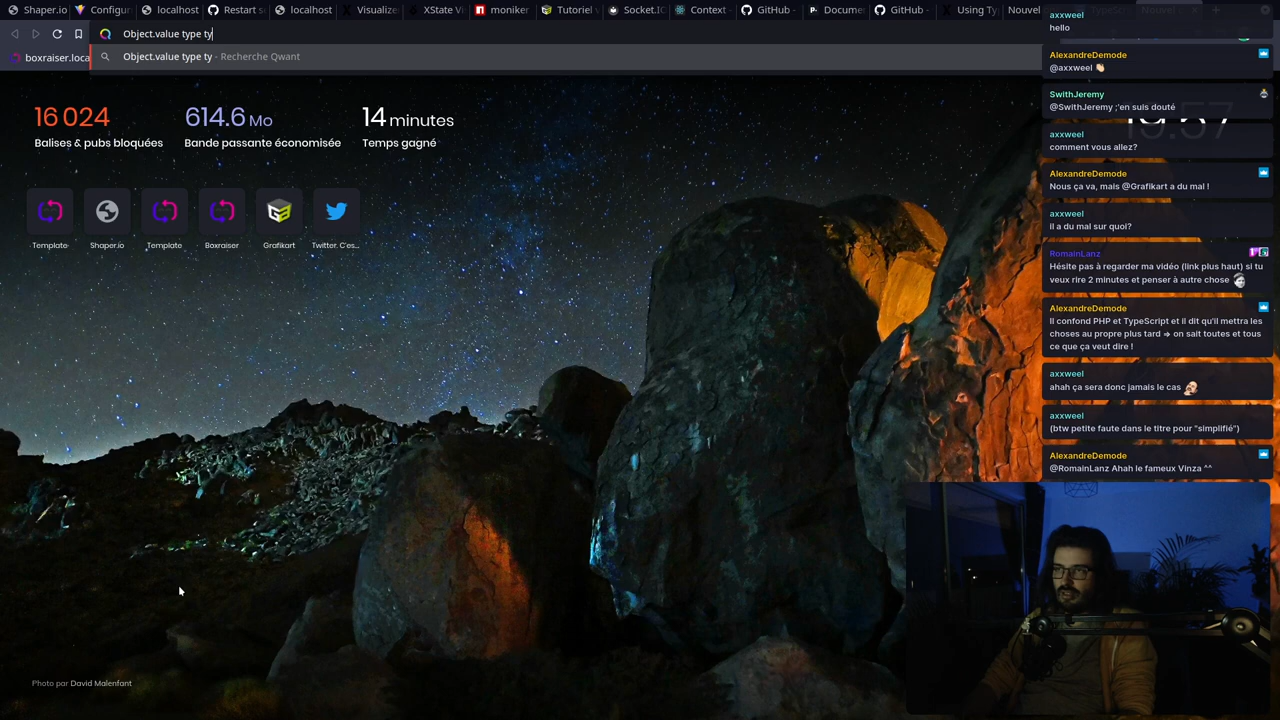 Shaper.io
Configur
localhost
Restart s
localhost
Visualize
XState Vi
moniker
Tutoriel v
Socket.IO
Context -
GitHub -
Docume
GitHub -
Using Ty
Nouvel
Object.value type ty
Object.value type ty - Recherche Qwant
boxraiser.loca
16 024
Balises & pubs bloquées
614.6 Mo
Bande passante économisée
14 minutes
Temps gagné
Template
Shaper.io
Template
Boxraiser
Grafikart
Twitter. C'es...
axxweel
hello
AlexandreDemode
@axxweel
SwithJeremy
@SwithJeremy ;'en suis douté
axxweel
comment vous allez?
AlexandreDemode
Nous ça va, mais @Grafikart a du mal !
axxweel
il a du mal sur quoi?
RomainLanz
Hésite pas à regarder ma vidéo (link plus haut) si tu
veux rire 2 minutes et penser à autre chose
AlexandreDemode
Il confond PHP et TypeScript et il dit qu'il mettra les
choses au propre plus tard => on sait toutes et tous
ce que ça veut dire !
axxweel
ahah ça sera donc jamais le cas
axxweel
(btw petite faute dans le titre pour "simplifié")
AlexandreDemode
@RomainLanz Ahah le fameux Vinza ^^
Photo par David Malenfant